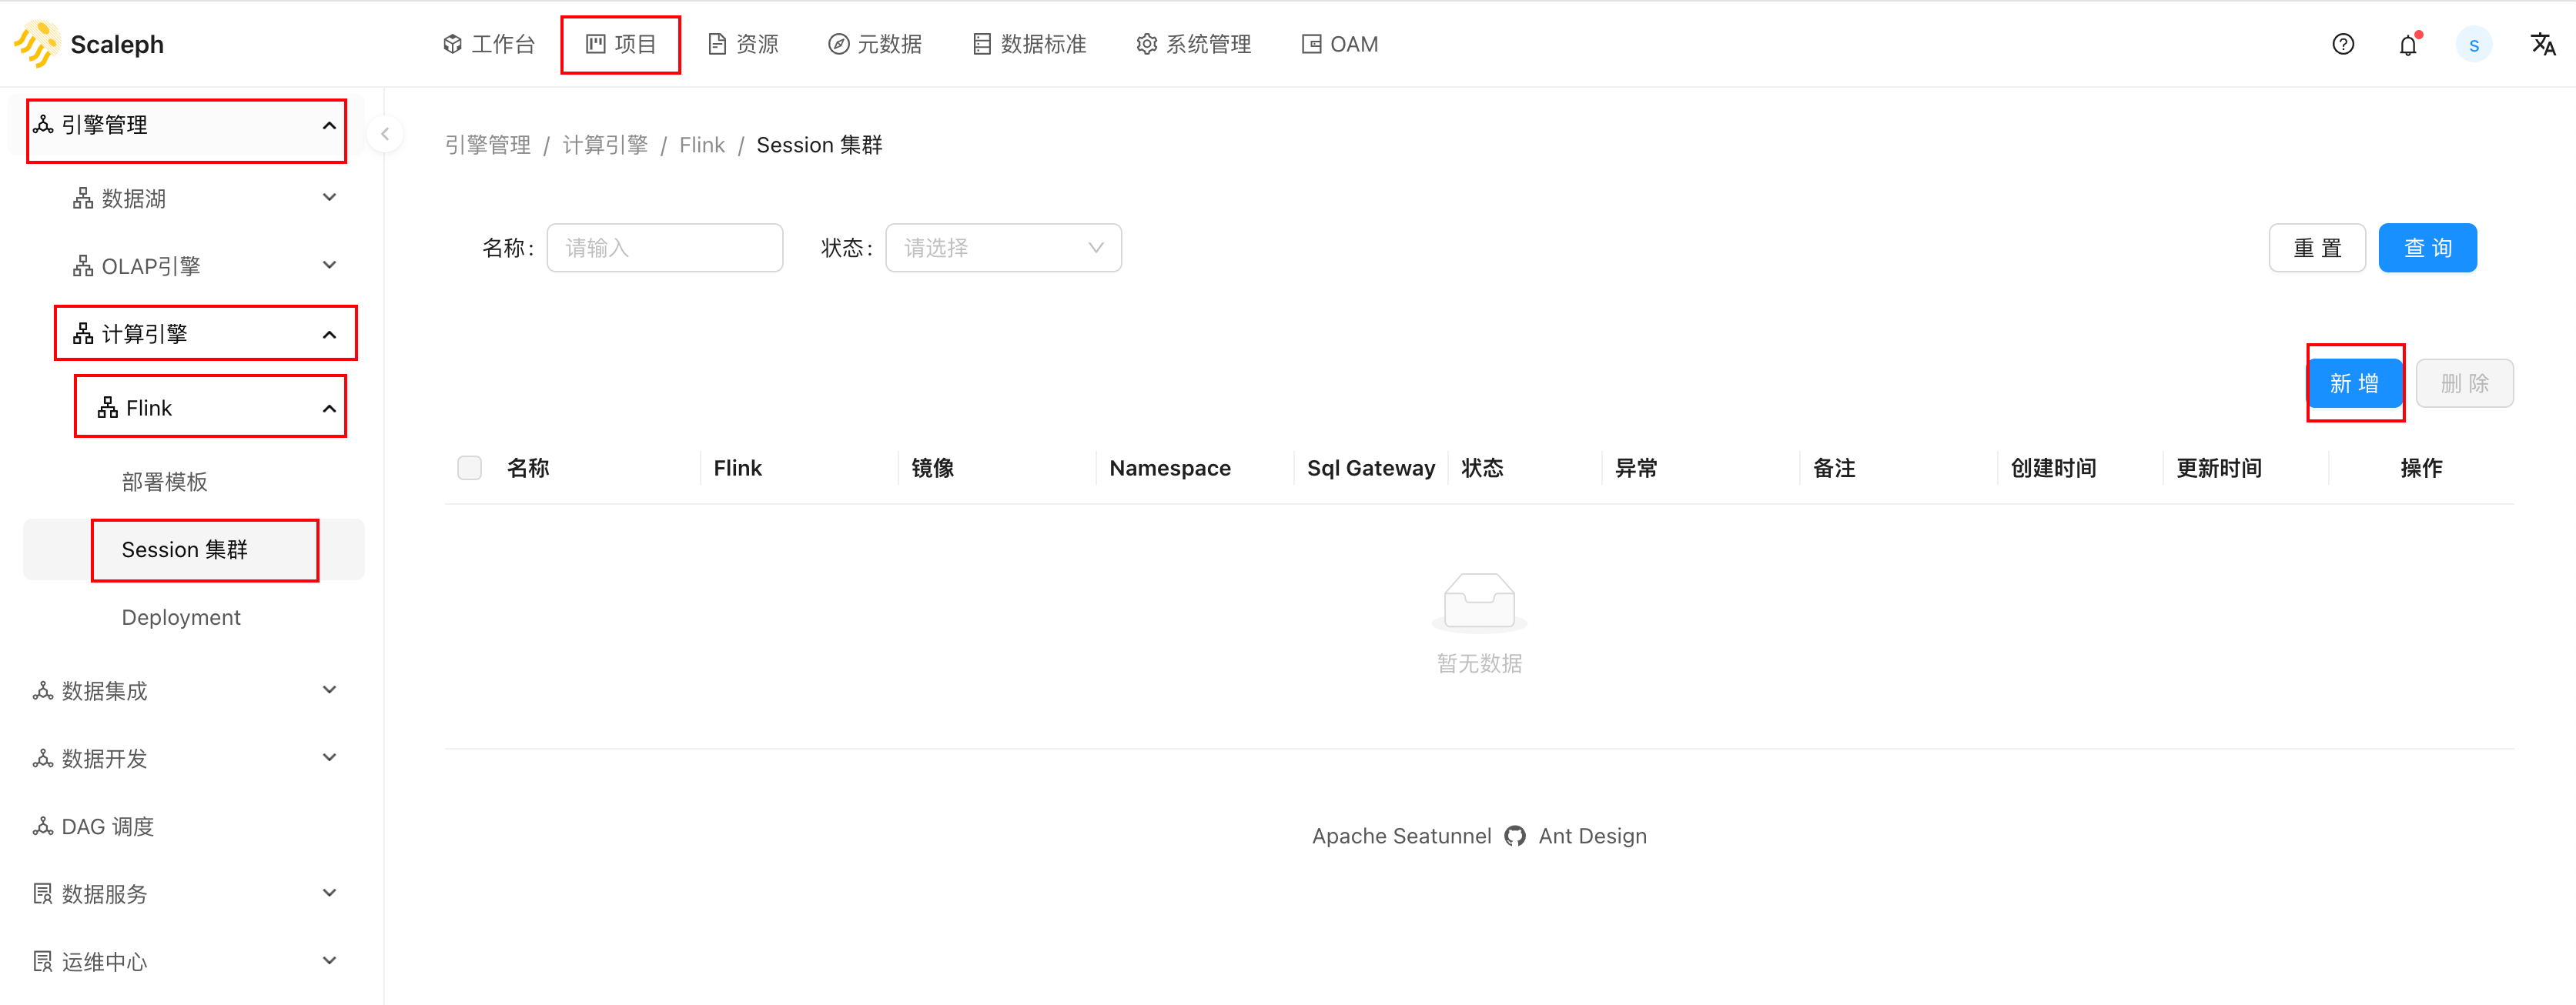 Scaleph
工作台 项目 资源 元数据 数据标准 系统管理 OAM
S
引擎管理
数据湖
OLAP引擎
计算引擎
Flink
部署模板
Session 集群
Deployment
数据集成
数据开发
DAG 调度
数据服务
运维中心
引擎管理 / 计算引擎 / Flink / Session 集群
名称: 请输入 状态: 请选择 重置 查询
新增 删除
名称 Flink 镜像 Namespace Sql Gateway 状态 异常 备注 创建时间 更新时间 操作
暂无数据
Apache Seatunnel Ant Design